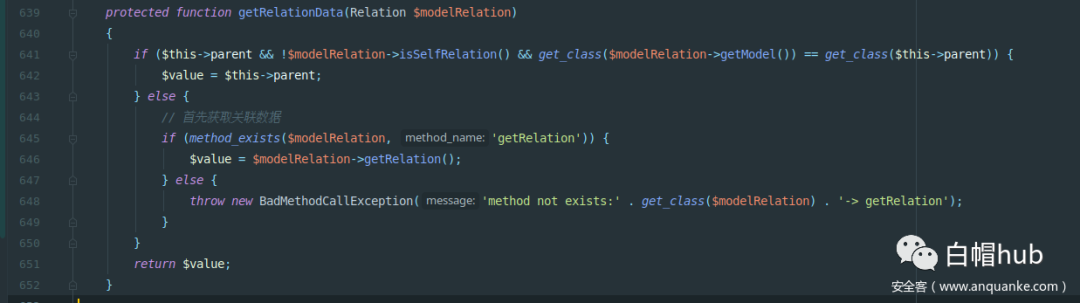 639 protected function getRelationData(Relation $modelRelation)
640 {
641 if ($this->parent && !$modelRelation->isSelfRelation() && get_class($modelRelation->getModel()) == get_class($this->parent)) {
642 $value = $this->parent;
643 } else {
644 // 首先获取关联数据
645 if (method_exists($modelRelation, method_name: 'getRelation')) {
646 $value = $modelRelation->getRelation();
647 } else {
648 throw new BadMethodCallException( message: 'method not exists:' . get_class($modelRelation) . '-> getRelation');
649 }
650 }
651 return $value;
652 }
白帽hub
安全客（www.anquanke.com）